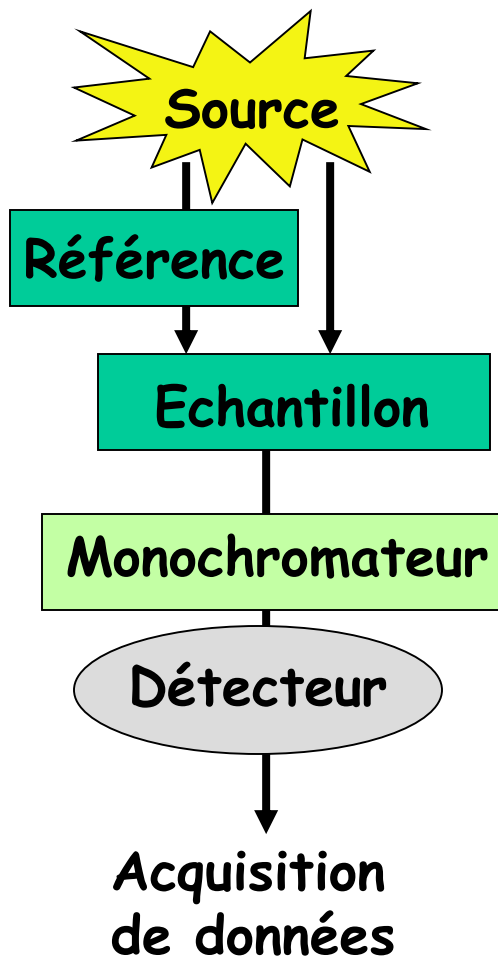 Source
Référence
Echantillon
Monochromateur
Détecteur
Acquisition
de données